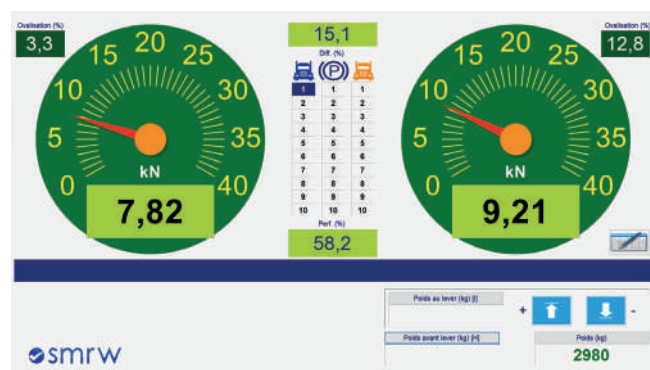 Ovalisation (%)
3,3
0
5
10
15
20
25
30
35
40
kN
7,82
15,1
Diff. (%)
P
1 1 1
2 2 2
3 3 3
4 4 4
5 5 5
6 6 6
7 7 7
8 8 8
9 9 9
10 10 10
Perf. (%)
58,2
Ovalisation (%)
12,8
0
5
10
15
20
25
30
35
40
kN
9,21
Poids au lever (kg) [I]
+
-
Poids avant lever (kg) [H]
Poids (kg)
2980
smrw